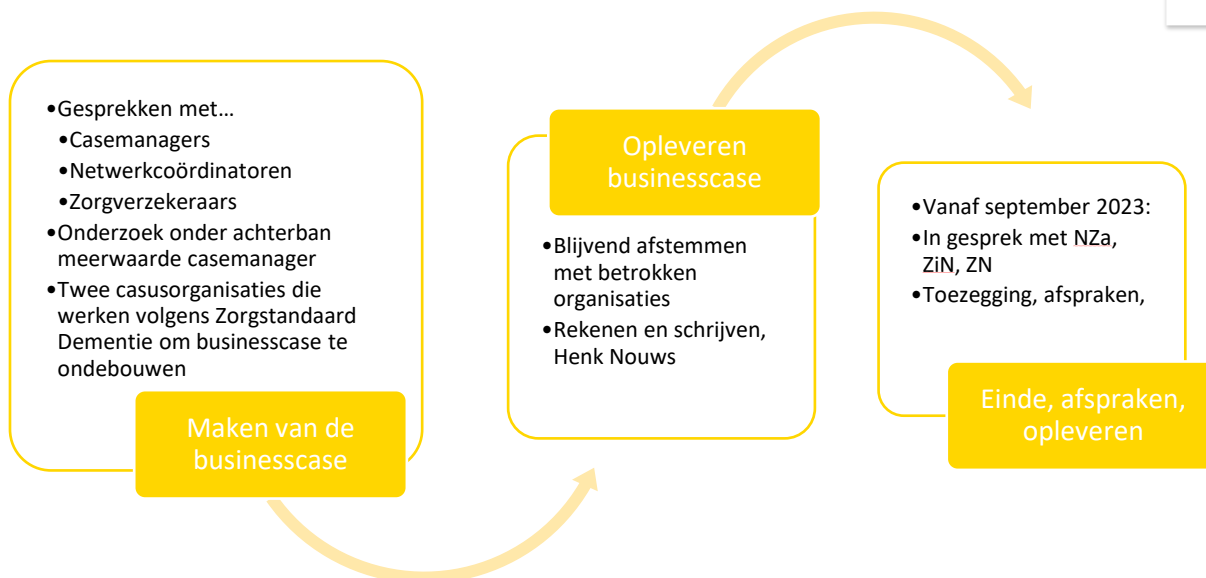 •Gesprekken met…
•Casemanagers
•Netwerkcoördinatoren
•Zorgverzekeraars
•Onderzoek onder achterban
meerwaarde casemanager
•Twee casusorganisaties die
werken volgens Zorgstandaard
Dementie om businesscase te
ondebouwen
Maken van de
businesscase
Opleveren
businesscase
•Blijvend afstemmen
met betrokken
organisaties
•Rekenen en schrijven,
Henk Nouws
•Vanaf september 2023:
•In gesprek met NZa,
ZiN, ZN
•Toezegging, afspraken,
Einde, afspraken,
opleveren